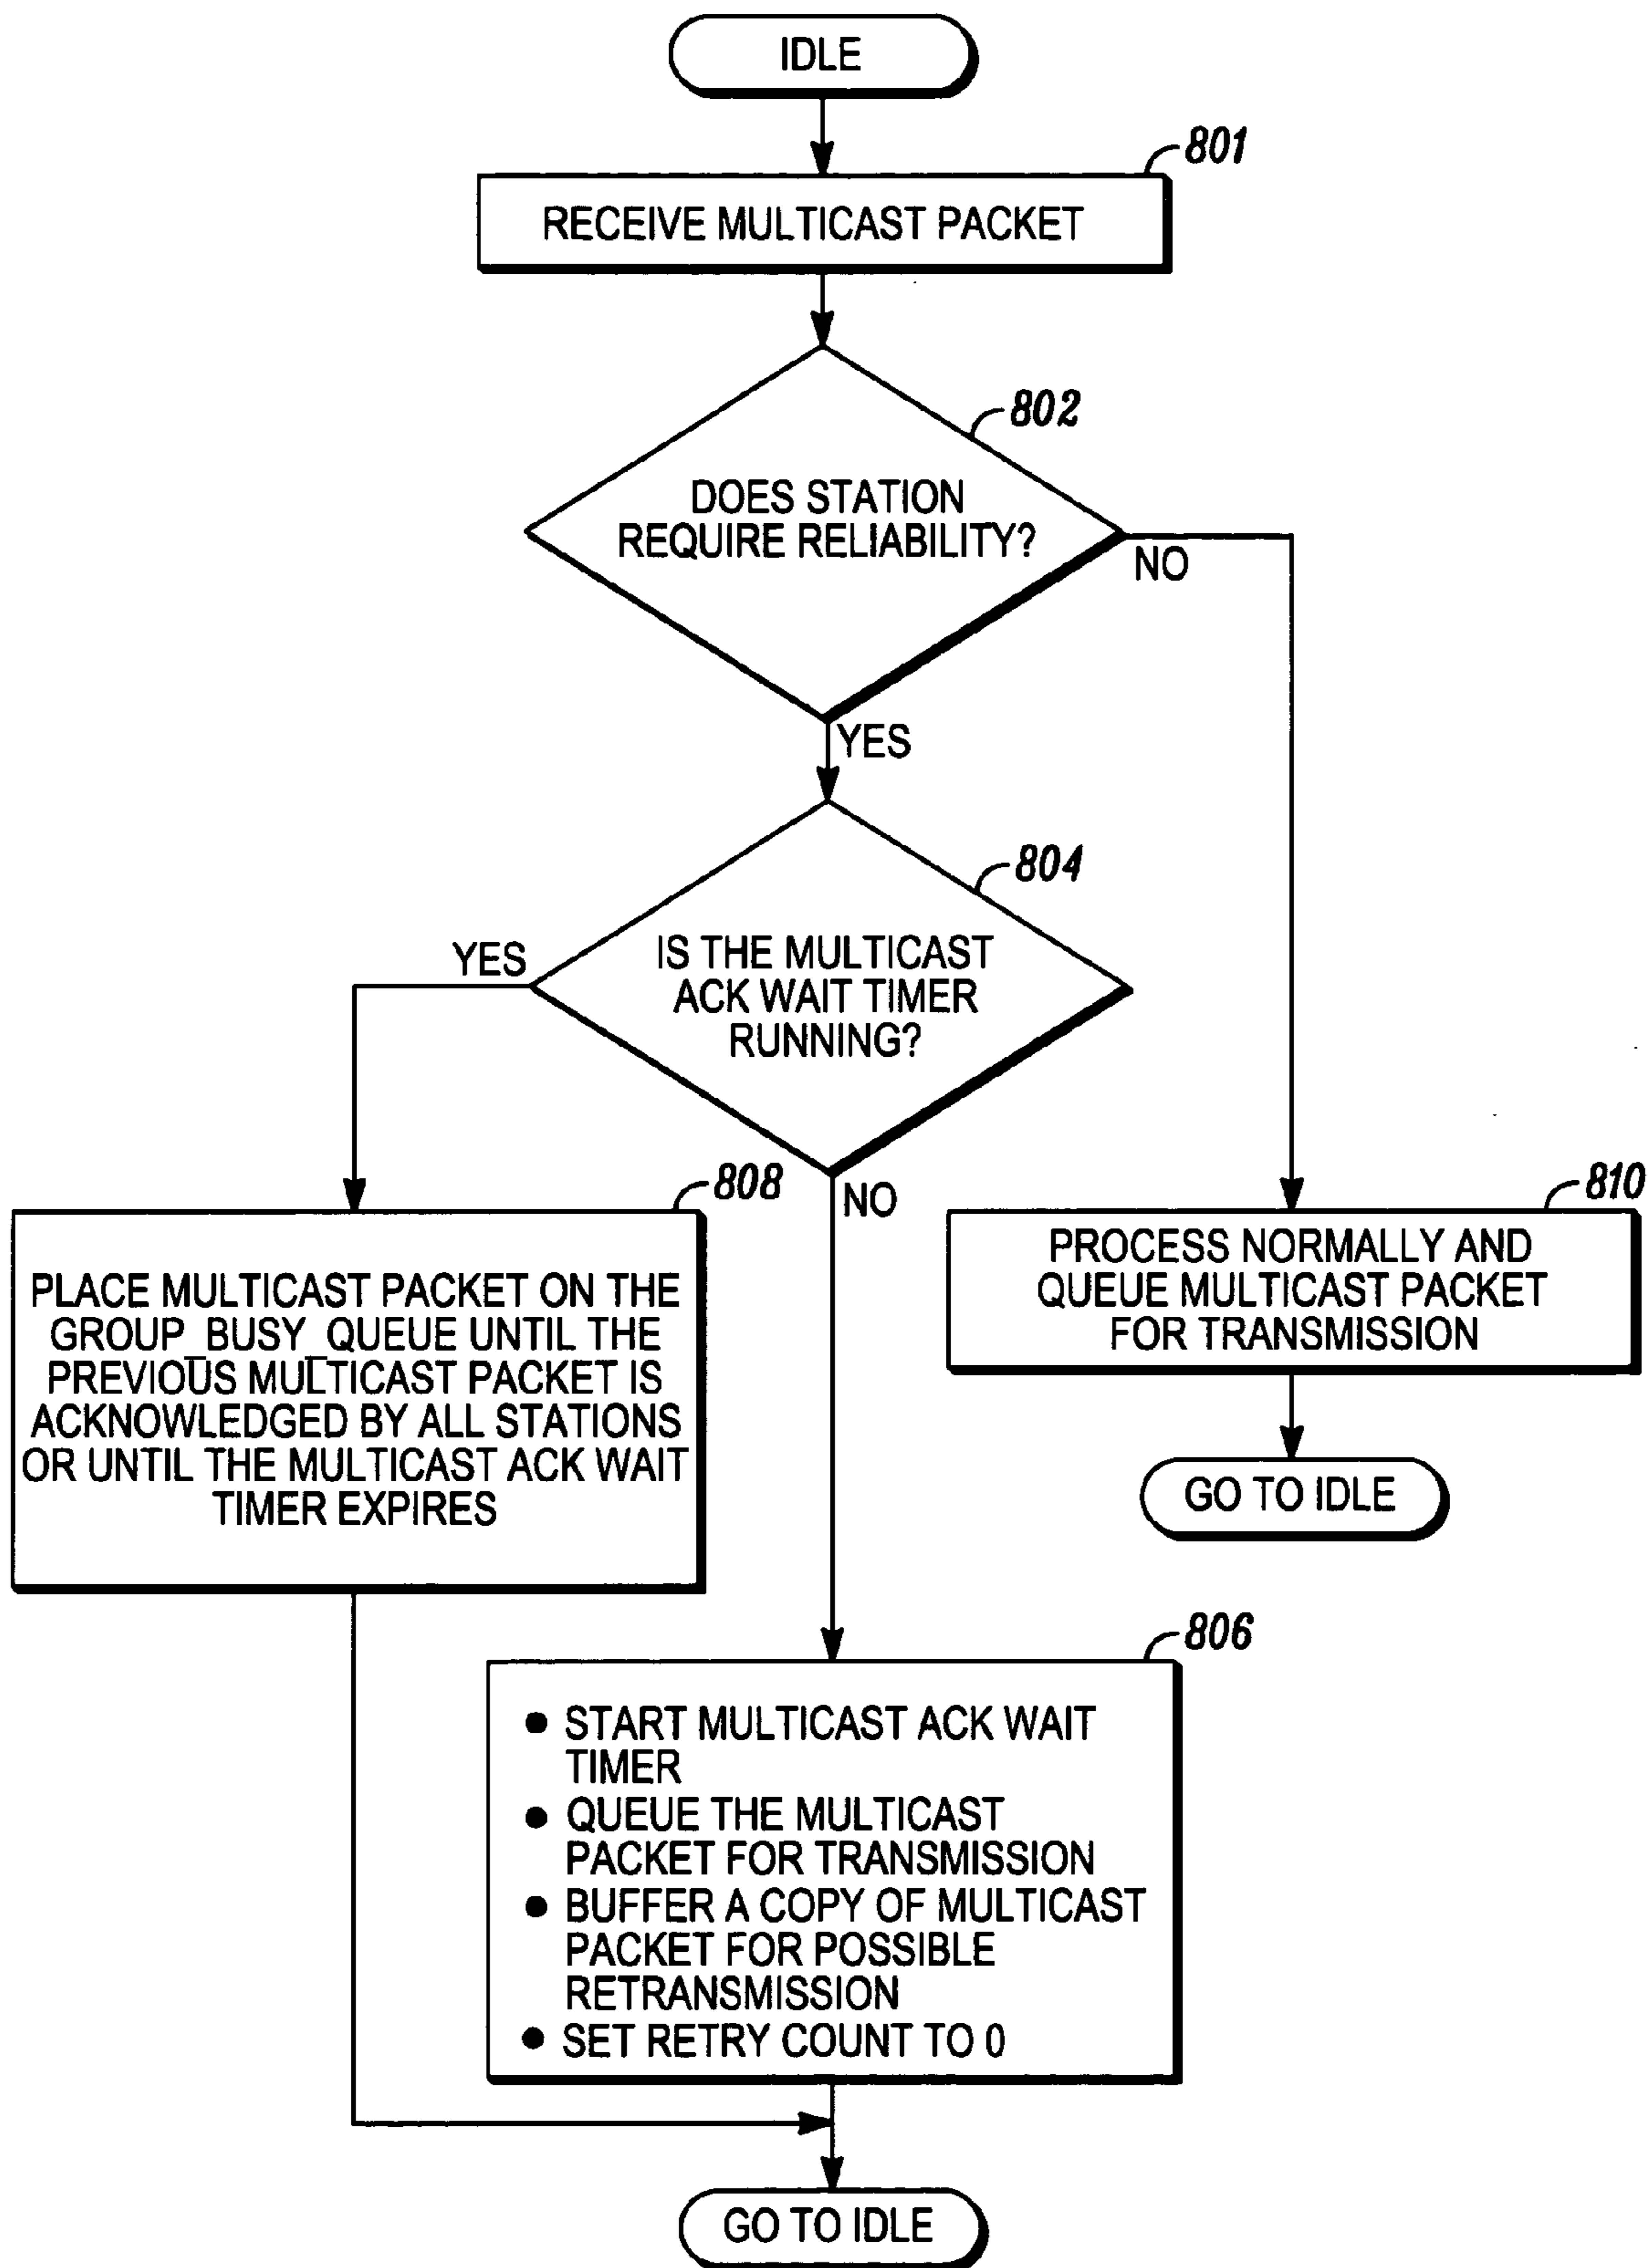 IDLE
801
RECEIVE MULTICAST PACKET
802
DOES STATION
REQUIRE RELIABILITY?
NO
YES
804
IS THE MULTICAST
ACK WAIT TIMER
RUNNING?
YES
NO
808
PLACE MULTICAST PACKET ON THE
GROUP_BUSY_QUEUE UNTIL THE
PREVIOUS MULTICAST PACKET IS
ACKNOWLEDGED BY ALL STATIONS
OR UNTIL THE MULTICAST ACK WAIT
TIMER EXPIRES
810
PROCESS NORMALLY AND
QUEUE MULTICAST PACKET
FOR TRANSMISSION
GO TO IDLE
806
● START MULTICAST ACK WAIT
TIMER
● QUEUE THE MULTICAST
PACKET FOR TRANSMISSION
● BUFFER A COPY OF MULTICAST
PACKET FOR POSSIBLE
RETRANSMISSION
● SET RETRY COUNT TO 0
GO TO IDLE